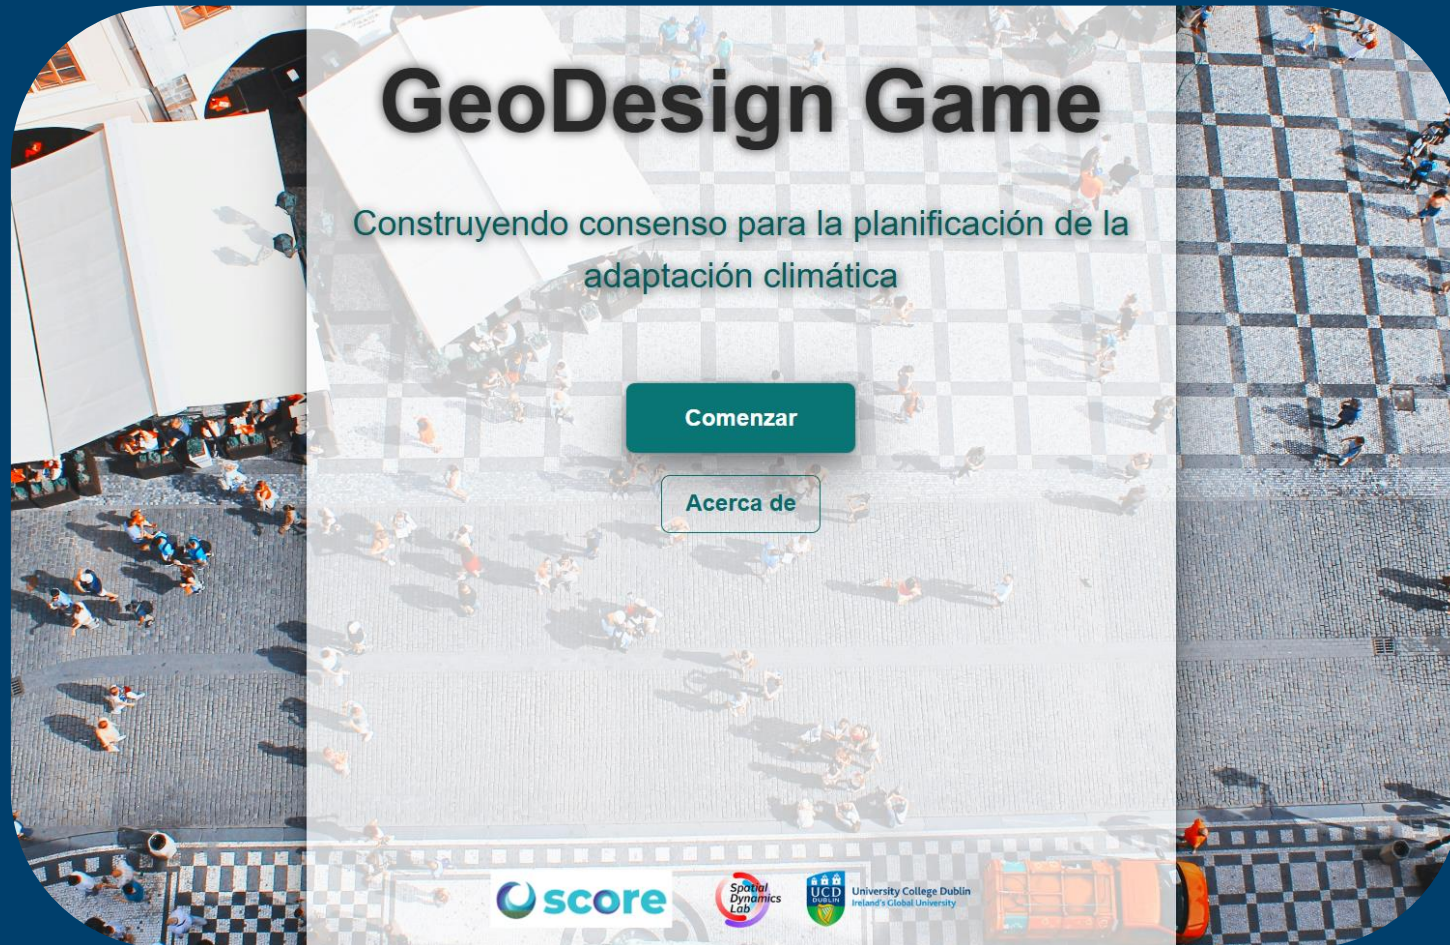 GeoDesign Game
Construyendo consenso para la planificación de la
adaptación climática
Comenzar
Acerca de
score
Spatial
Dynamics
Lab
UCD
DUBLIN
University College Dublin
Ireland's Global University